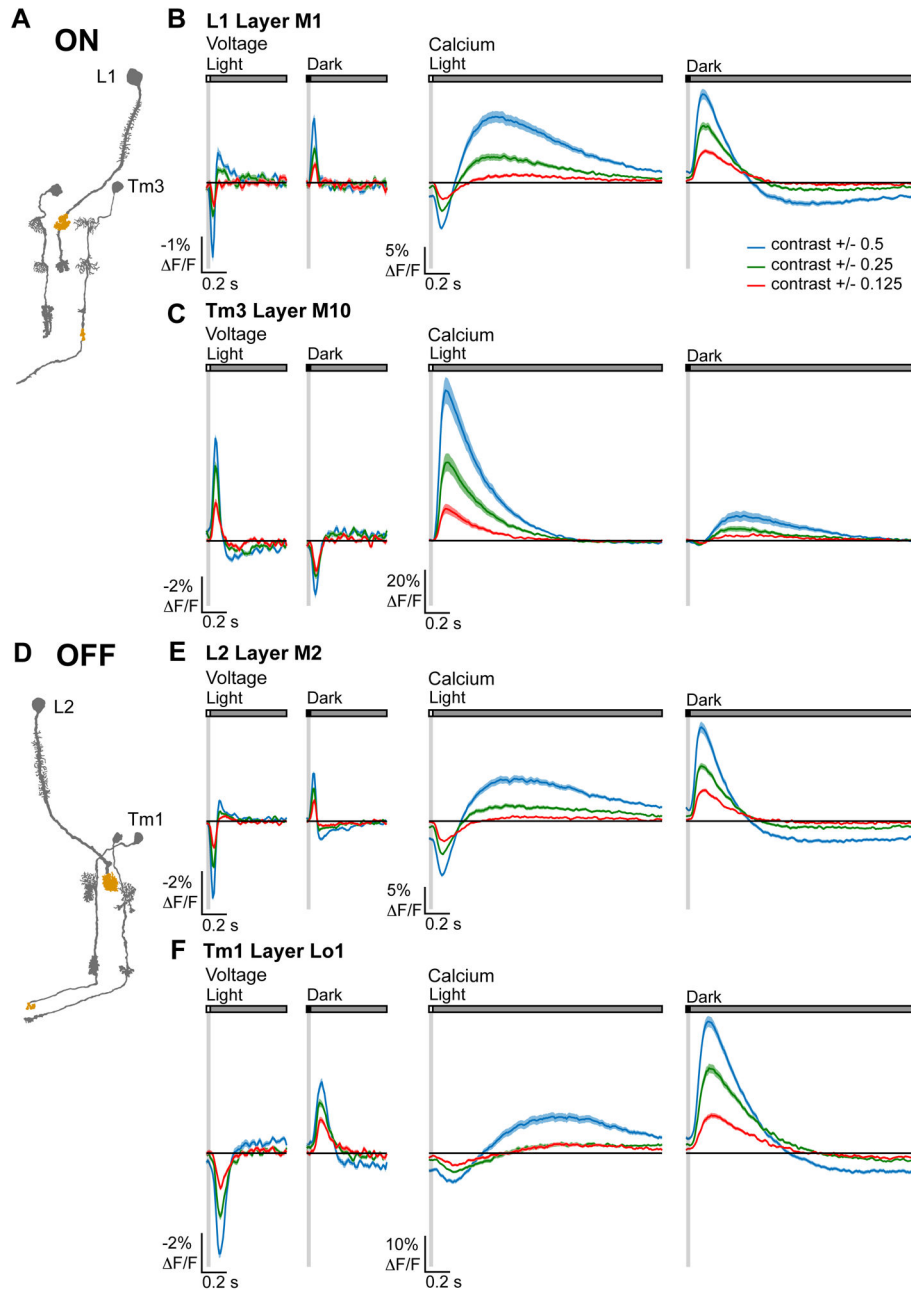 A
ON
L1
Tm3
B
L1 Layer M1
Voltage
Light
Dark
Calcium
Light
Dark
-1%
ΔF/F
0.2 s
5%
ΔF/F
0.2 s
contrast +/- 0.5
contrast +/- 0.25
contrast +/- 0.125
C
Tm3 Layer M10
Voltage
Light
Dark
Calcium
Light
Dark
-2%
ΔF/F
0.2 s
20%
ΔF/F
0.2 s
D
OFF
L2
Tm1
E
L2 Layer M2
Voltage
Light
Dark
Calcium
Light
Dark
-2%
ΔF/F
0.2 s
5%
ΔF/F
0.2 s
F
Tm1 Layer Lo1
Voltage
Light
Dark
Calcium
Light
Dark
-2%
ΔF/F
0.2 s
10%
ΔF/F
0.2 s